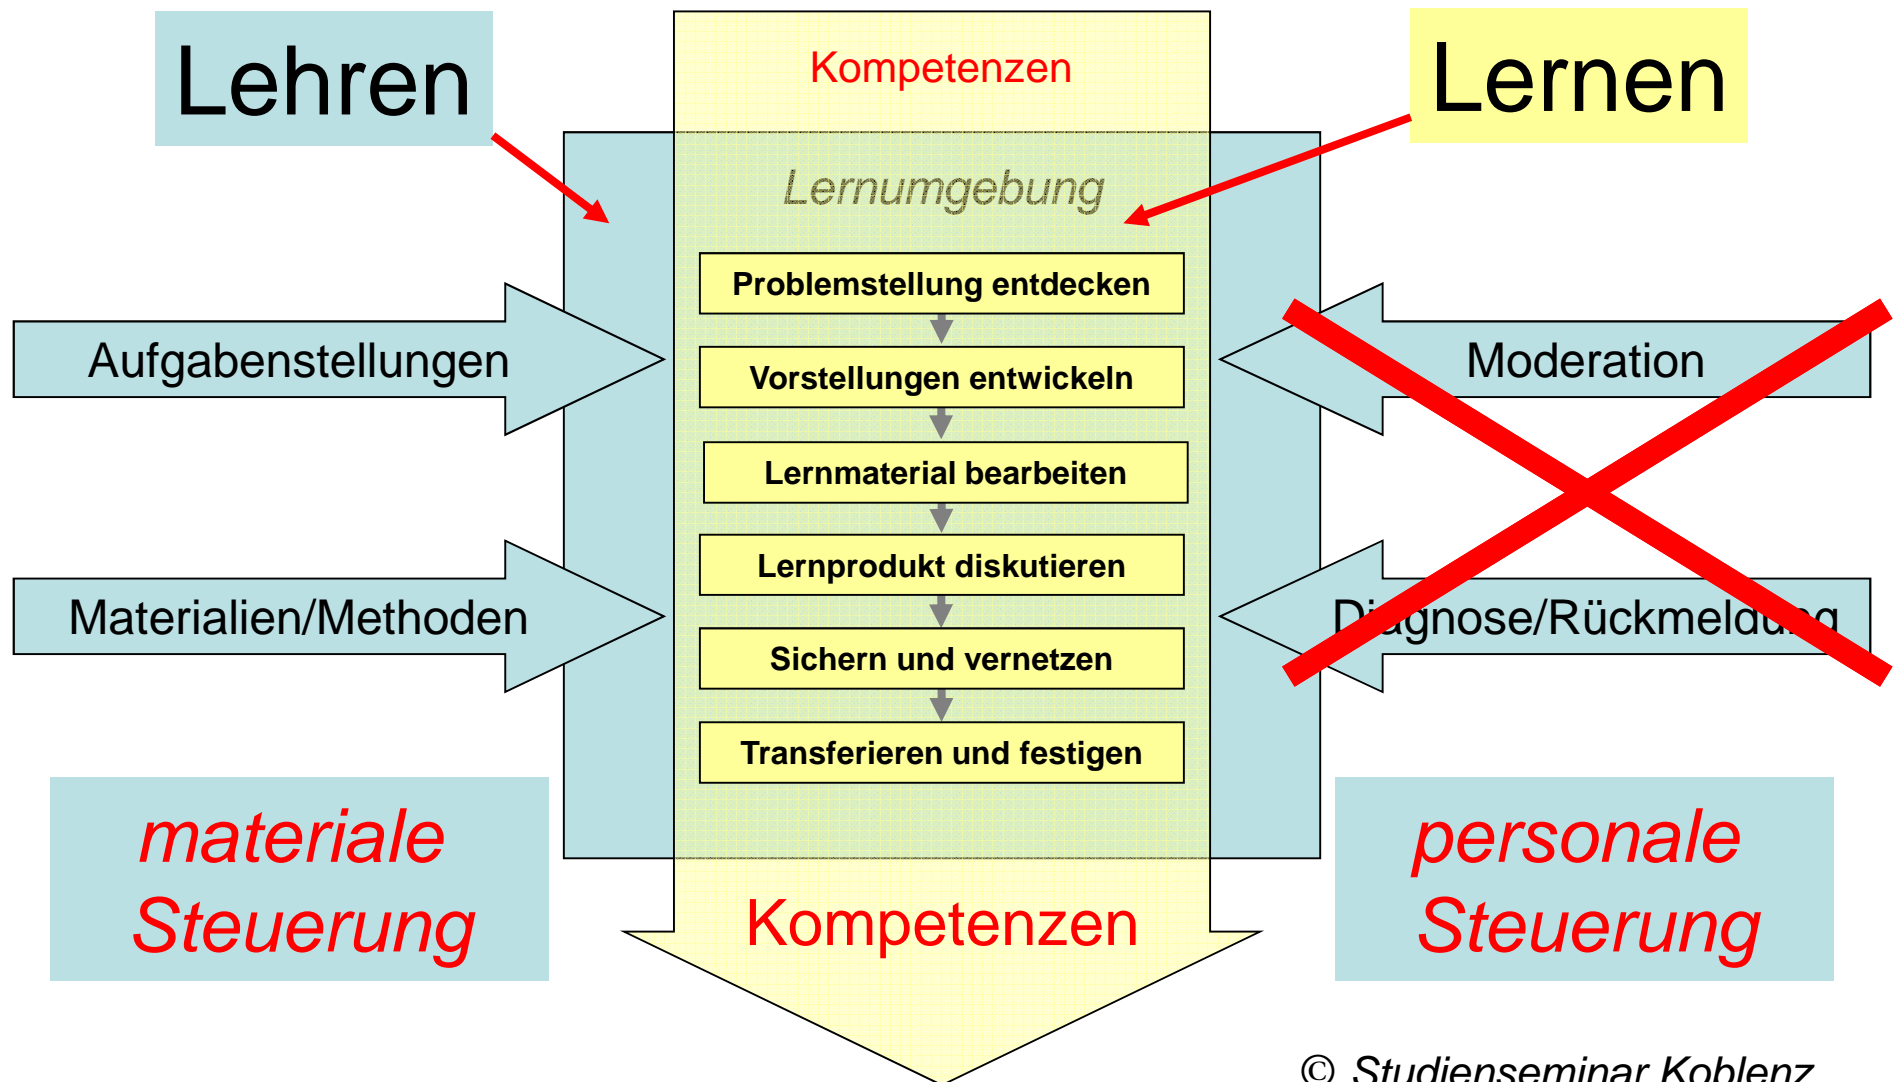 Lehren
Kompetenzen
Lernen
Lernumgebung
Problemstellung entdecken
Vorstellungen entwickeln
Lernmaterial bearbeiten
Lernprodukt diskutieren
Sichern und vernetzen
Transferieren und festigen
Aufgabenstellungen
Materialien/Methoden
Moderation
Diagnose/Rückmeldung
materiale
Steuerung
Kompetenzen
personale
Steuerung
© Studienseminar Koblenz